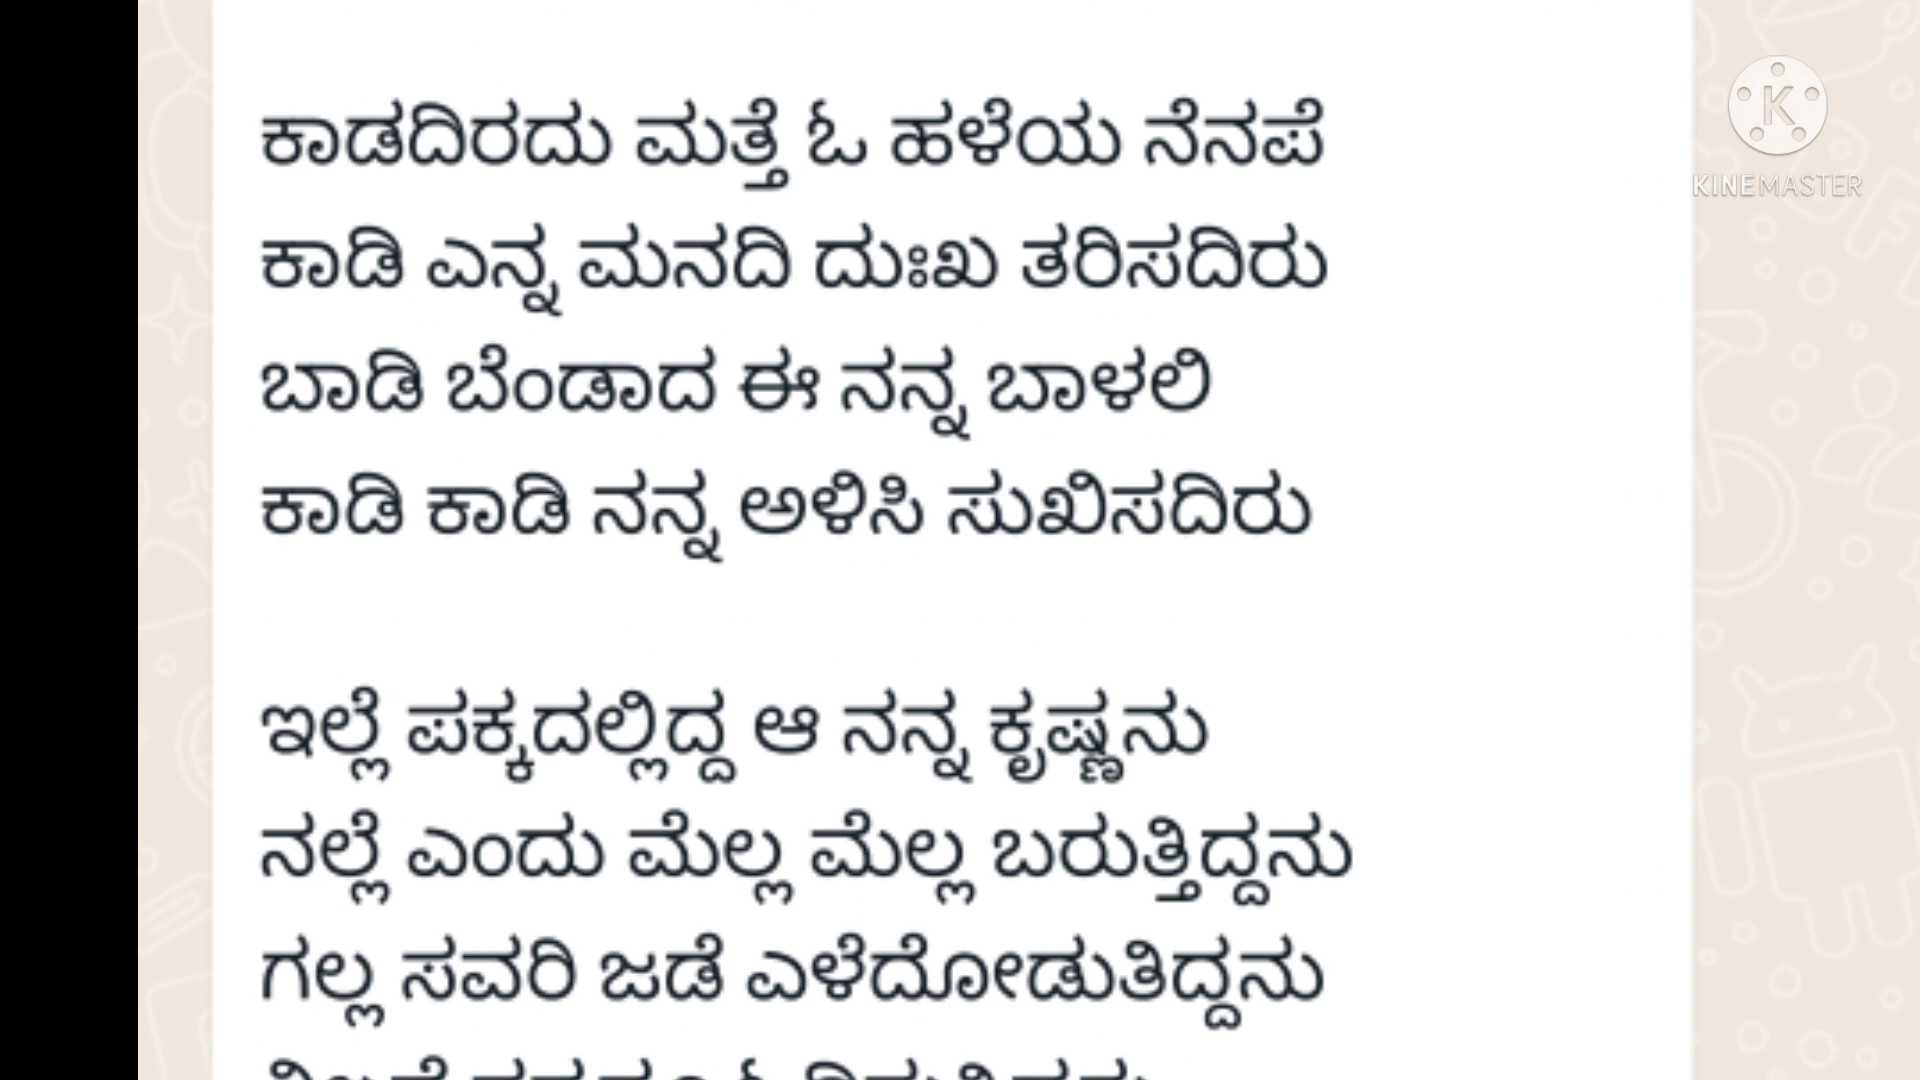 ಕಾಡದಿರದು ಮತ್ತೆ ಓ ಹಳೆಯ ನೆನಪೆ
ಕಾಡಿ ಎನ್ನ ಮನದಿ ದುಃಖ ತರಿಸದಿರು
ಬಾಡಿ ಬೆಂಡಾದ ಈ ನನ್ನ ಬಾಳಲಿ
ಕಾಡಿ ಕಾಡಿ ನನ್ನ ಅಳಿಸಿ ಸುಖಿಸದಿರು
ಇಲ್ಲೆ ಪಕ್ಕದಲ್ಲಿದ್ದ ಆ ನನ್ನ ಕೃಷ್ಣನು
ನಲ್ಲೆ ಎಂದು ಮೆಲ್ಲ ಮೆಲ್ಲ ಬರುತ್ತಿದ್ದನು
ಗಲ್ಲ ಸವರಿ ಜಡೆ ಎಳೆದೋಡುತಿದ್ದನು
K
KINEMASTER